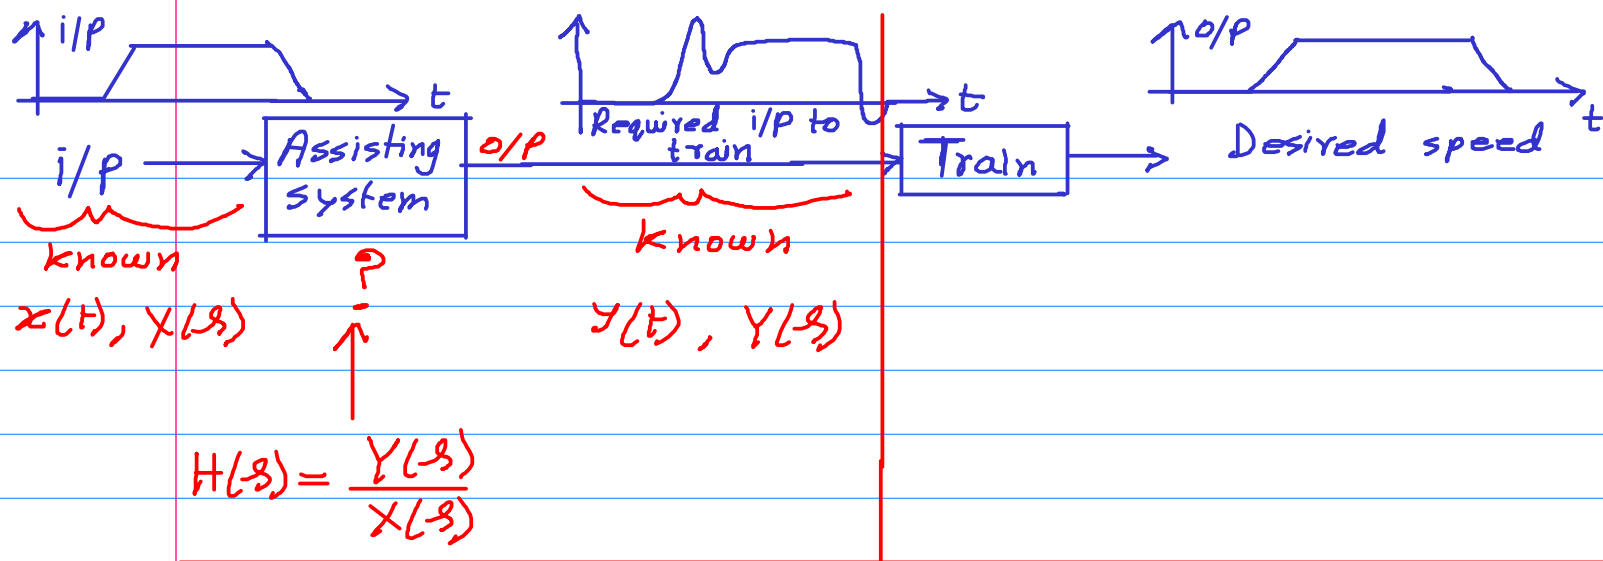 i/p
t
i/p
Assisting
system
o/p
Required i/p to
train
t
Train
o/p
t
Desired speed
known
?
known
x(t), X(s)
y(t), Y(s)
H(s) = Y(s)
X(s)